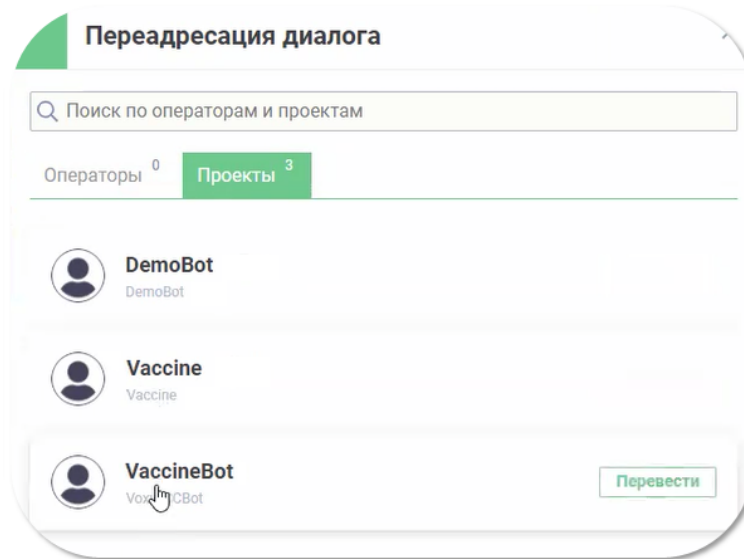 Переадресация диалога
Поиск по операторам и проектам
Операторы 0
Проекты 3
DemoBot
DemoBot
Vaccine
Vaccine
VaccineBot
Перевести